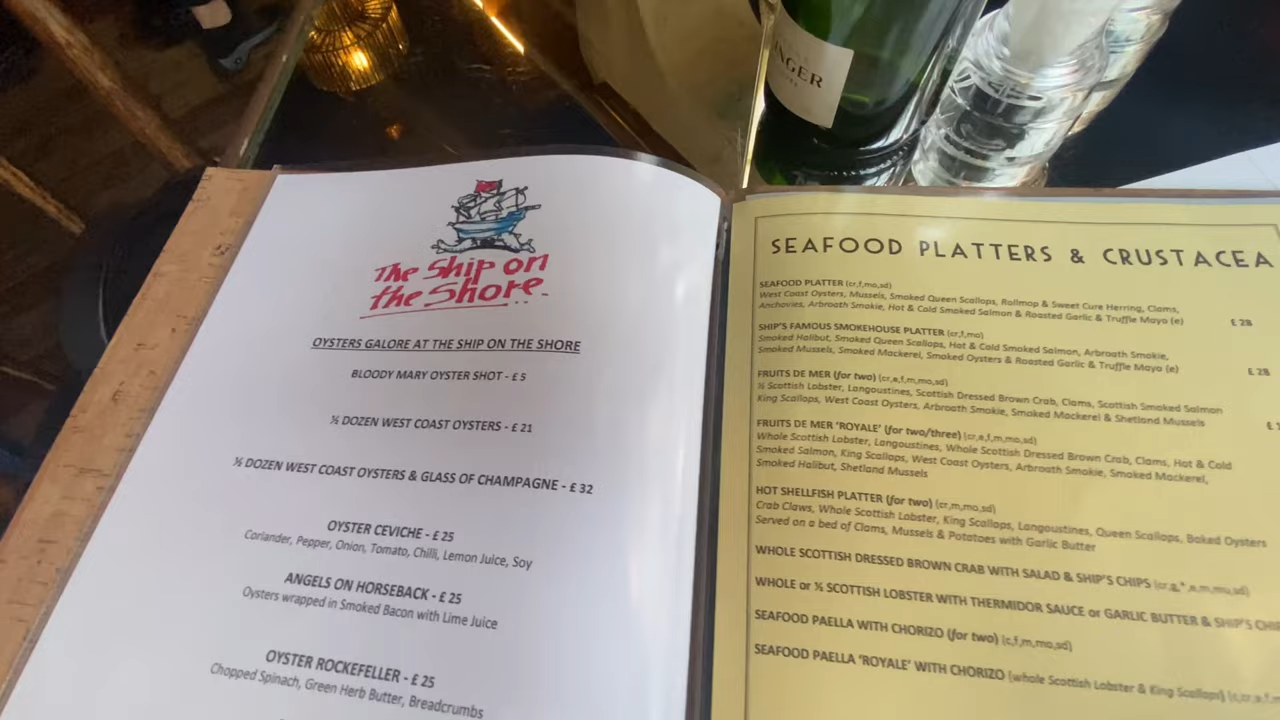 INGER
The Ship on
the Shore
OYSTERS GALORE AT THE SHIP ON THE SHORE
BLOODY MARY OYSTER SHOT - £ 5
½ DOZEN WEST COAST OYSTERS - £ 21
½ DOZEN WEST COAST OYSTERS & GLASS OF CHAMPAGNE - £ 32
OYSTER CEVICHE - £ 25
Coriander, Pepper, Onion, Tomato, Chilli, Lemon Juice, Soy
ANGELS ON HORSEBACK - £ 25
Oysters wrapped in Smoked Bacon with Lime Juice
OYSTER ROCKEFELLER - £ 25
Chopped Spinach, Green Herb Butter, Breadcrumbs
SEAFOOD PLATTERS & CRUSTACEA
SEAFOOD PLATTER (cr,f,mo,sd)
West Coast Oysters, Mussels, Smoked Queen Scallops, Rollmop & Sweet Cure Herring, Clams,
Anchovies, Arbroath Smokie, Hot & Cold Smoked Salmon & Roasted Garlic & Truffle Mayo (e) £ 28
SHIP'S FAMOUS SMOKEHOUSE PLATTER (cr,f,mo)
Smoked Halibut, Smoked Queen Scallops, Hot & Cold Smoked Salmon, Arbroath Smokie,
Smoked Mussels, Smoked Mackerel, Smoked Oysters & Roasted Garlic & Truffle Mayo (e) £ 28
FRUITS DE MER (for two) (cr,e,f,m,mo,sd)
½ Scottish Lobster, Langoustines, Scottish Dressed Brown Crab, Clams, Scottish Smoked Salmon
King Scallops, West Coast Oysters, Arbroath Smokie, Smoked Mackerel & Shetland Mussels £
FRUITS DE MER 'ROYALE' (for two/three) (cr,e,f,m,mo,sd)
Whole Scottish Lobster, Langoustines, Whole Scottish Dressed Brown Crab, Clams, Hot & Cold
Smoked Salmon, King Scallops, West Coast Oysters, Arbroath Smokie, Smoked Mackerel,
Smoked Halibut, Shetland Mussels
HOT SHELLFISH PLATTER (for two) (cr,m,mo,sd)
Crab Claws, Whole Scottish Lobster, King Scallops, Langoustines, Queen Scallops, Baked Oysters
Served on a bed of Clams, Mussels & Potatoes with Garlic Butter
WHOLE SCOTTISH DRESSED BROWN CRAB WITH SALAD & SHIP'S CHIPS (cr,g,*,e,m,mu,sd)
WHOLE or ½ SCOTTISH LOBSTER WITH THERMIDOR SAUCE or GARLIC BUTTER & SHIP'S CHIP
SEAFOOD PAELLA WITH CHORIZO (for two) (c,f,m,mo,sd)
SEAFOOD PAELLA 'ROYALE' WITH CHORIZO (whole Scottish Lobster & King Scallops)